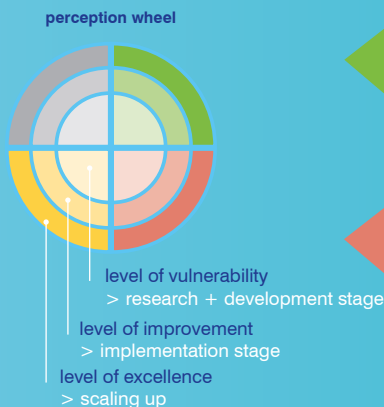 perception wheel
level of vulnerability
> research + development stage
level of improvement
> implementation stage
level of excellence
> scaling up